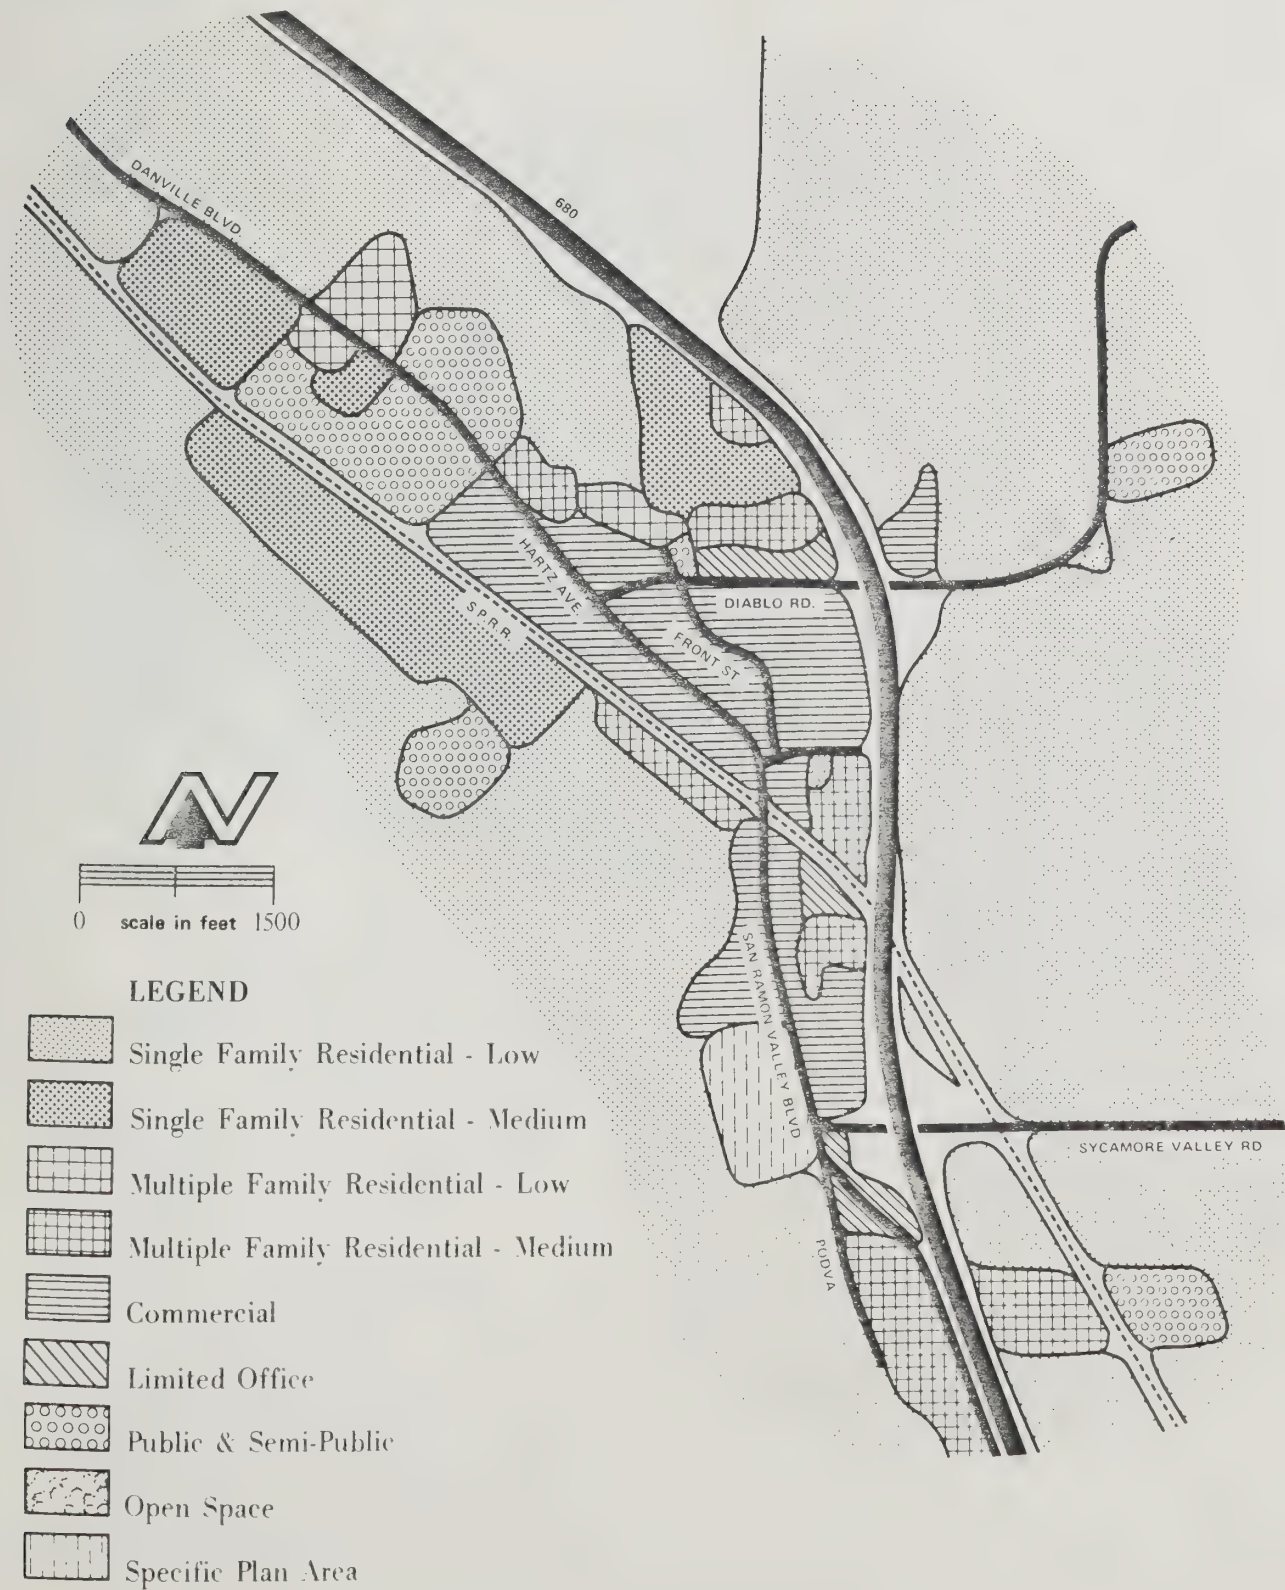 DANVILLE BLVD.
680
HARTZ AVE.
S.P.R.R.
DIABLO RD.
FRONT ST
N
0 scale in feet 1500
SAN RAMON VALLEY BLVD
SYCAMORE VALLEY RD
PODVA
LEGEND
Single Family Residential - Low
Single Family Residential - Medium
Multiple Family Residential - Low
Multiple Family Residential - Medium
Commercial
Limited Office
Public & Semi-Public
Open Space
Specific Plan Area